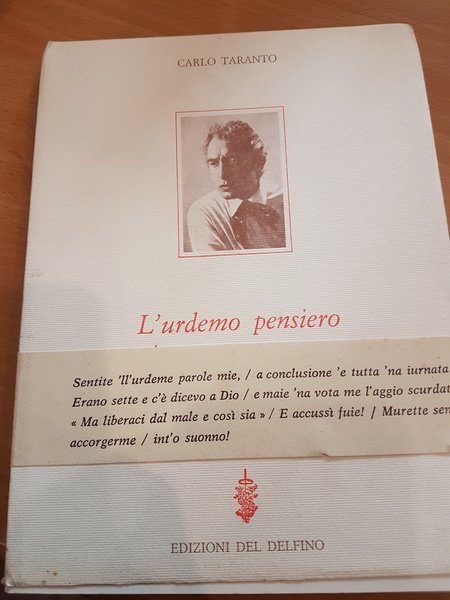 CARLO TARANTO
L'urdemo pensiero
Sentite 'll'urdeme parole mie, / a conclusione 'e tutta 'na iurnata
Erano sette e c'è dicevo a Dio / e maie 'na vota me l'aggio scurdat
« Ma liberaci dal male e così sia » / E accussì fuie! / Murette sen
accorgerme / int'o suonno!
EDIZIONI DEL DELFINO